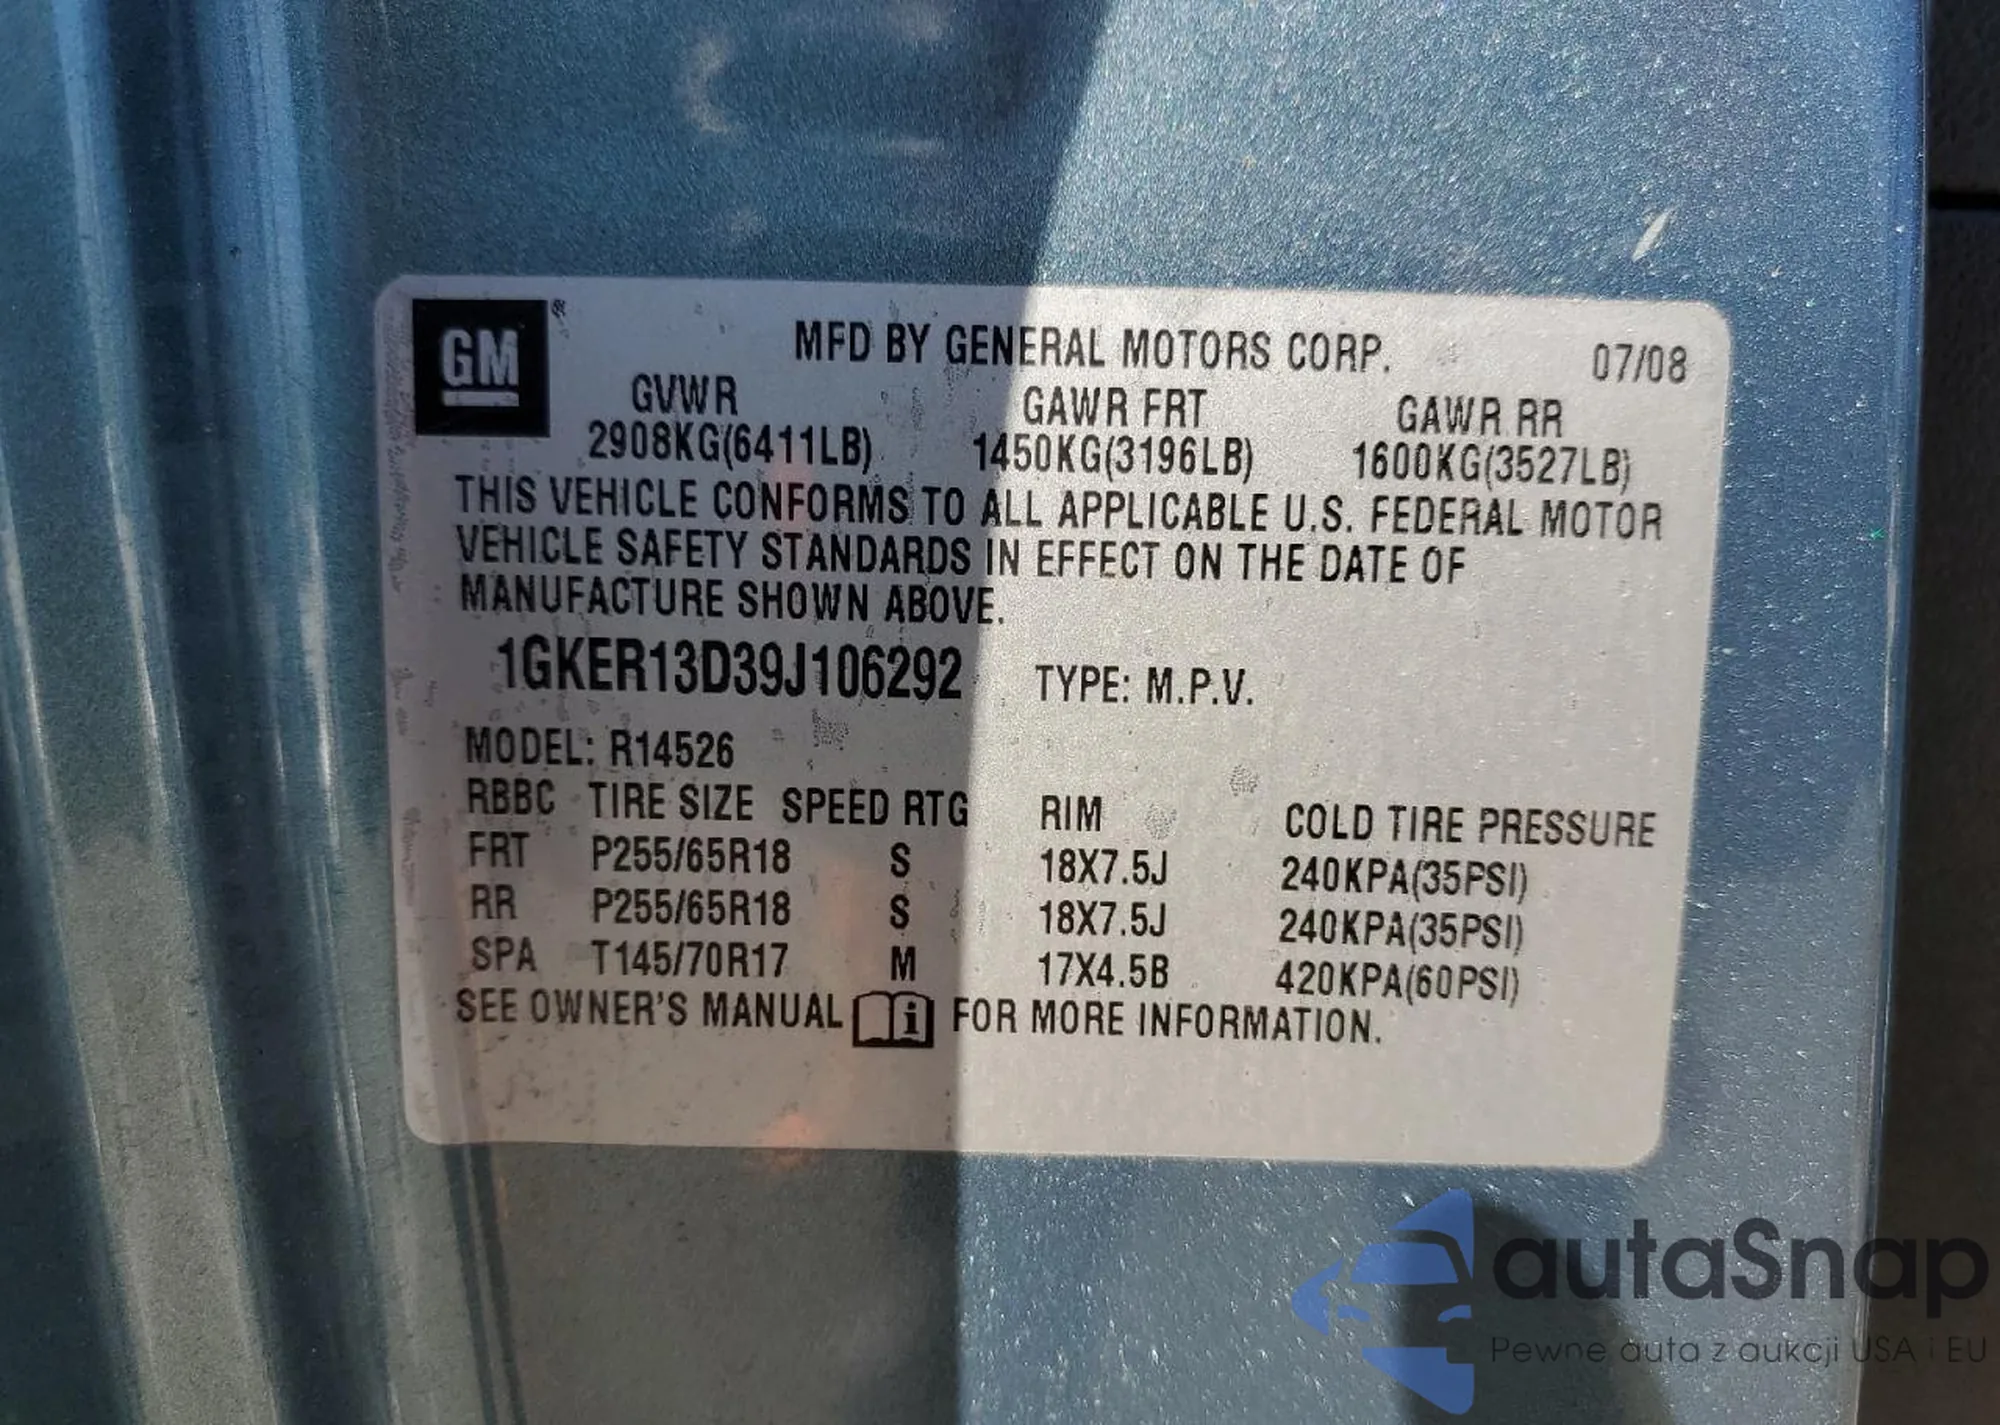 GM®
MFD BY GENERAL MOTORS CORP. 07/08
GVWR GAWR FRT GAWR RR
2908KG(6411LB) 1450KG(3196LB) 1600KG(3527LB)
THIS VEHICLE CONFORMS TO ALL APPLICABLE U.S. FEDERAL MOTOR
VEHICLE SAFETY STANDARDS IN EFFECT ON THE DATE OF
MANUFACTURE SHOWN ABOVE.
1GKER13D39J106292 TYPE: M.P.V.
MODEL: R14526
RBBC TIRE SIZE SPEED RTG RIM COLD TIRE PRESSURE
FRT P255/65R18 S 18X7.5J 240KPA(35PSI)
RR P255/65R18 S 18X7.5J 240KPA(35PSI)
SPA T145/70R17 M 17X4.5B 420KPA(60PSI)
SEE OWNER'S MANUAL i FOR MORE INFORMATION.
autaSnap
Pewne auta z aukcji USA i EU